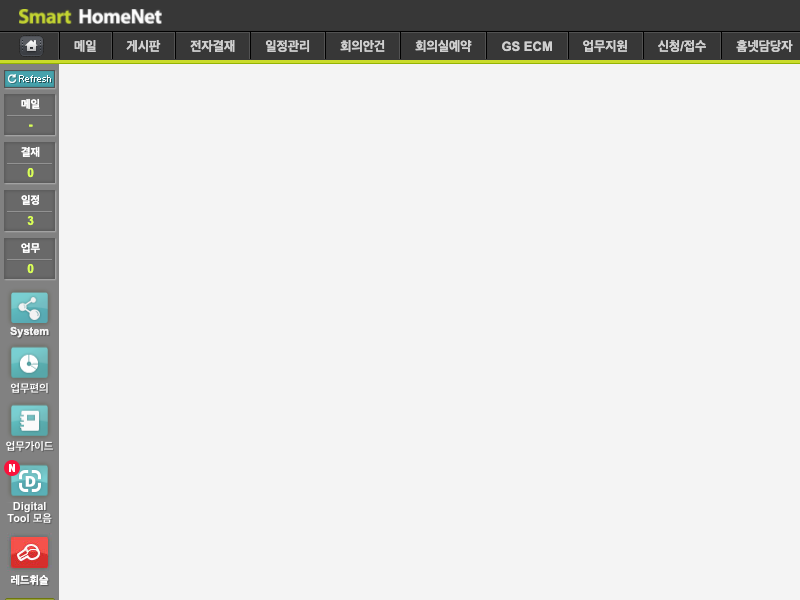 Smart HomeNet
메일 게시판 전자결재 일정관리 회의안건 회의실예약 GS ECM 업무지원 신청/접수 홈넷담당자
Refresh
메일
-
결재
0
일정
3
업무
0
System
업무편의
업무가이드
N
Digital
Tool 모음
레드휘슬